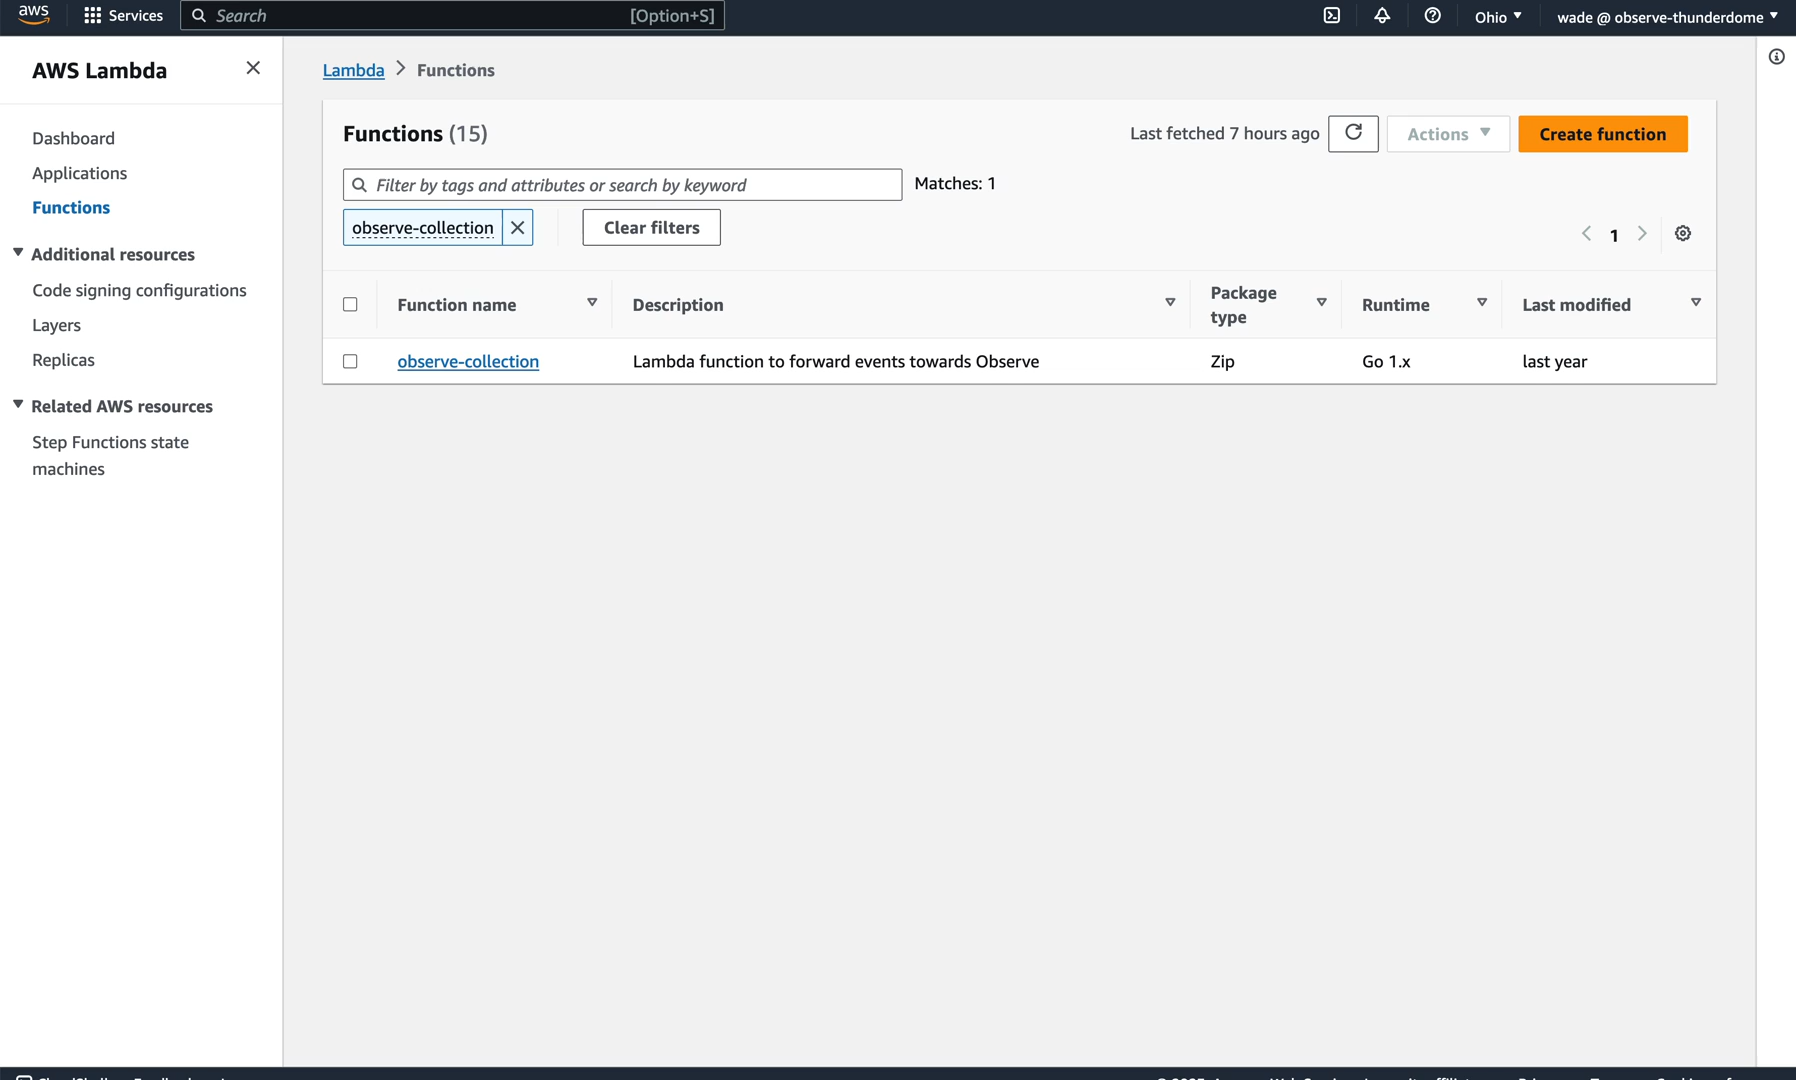 aws
Services
Search
[Option+S]
Ohio
wade @ observe-thunderdome
AWS Lambda
Dashboard
Applications
Functions
Additional resources
Code signing configurations
Layers
Replicas
Related AWS resources
Step Functions state
machines
Lambda
Functions
Functions (15)
Last fetched 7 hours ago
Actions
Create function
Filter by tags and attributes or search by keyword
Matches: 1
observe-collection
Clear filters
1
Function name
Description
Package
type
Runtime
Last modified
observe-collection
Lambda function to forward events towards Observe
Zip
Go 1.x
last year